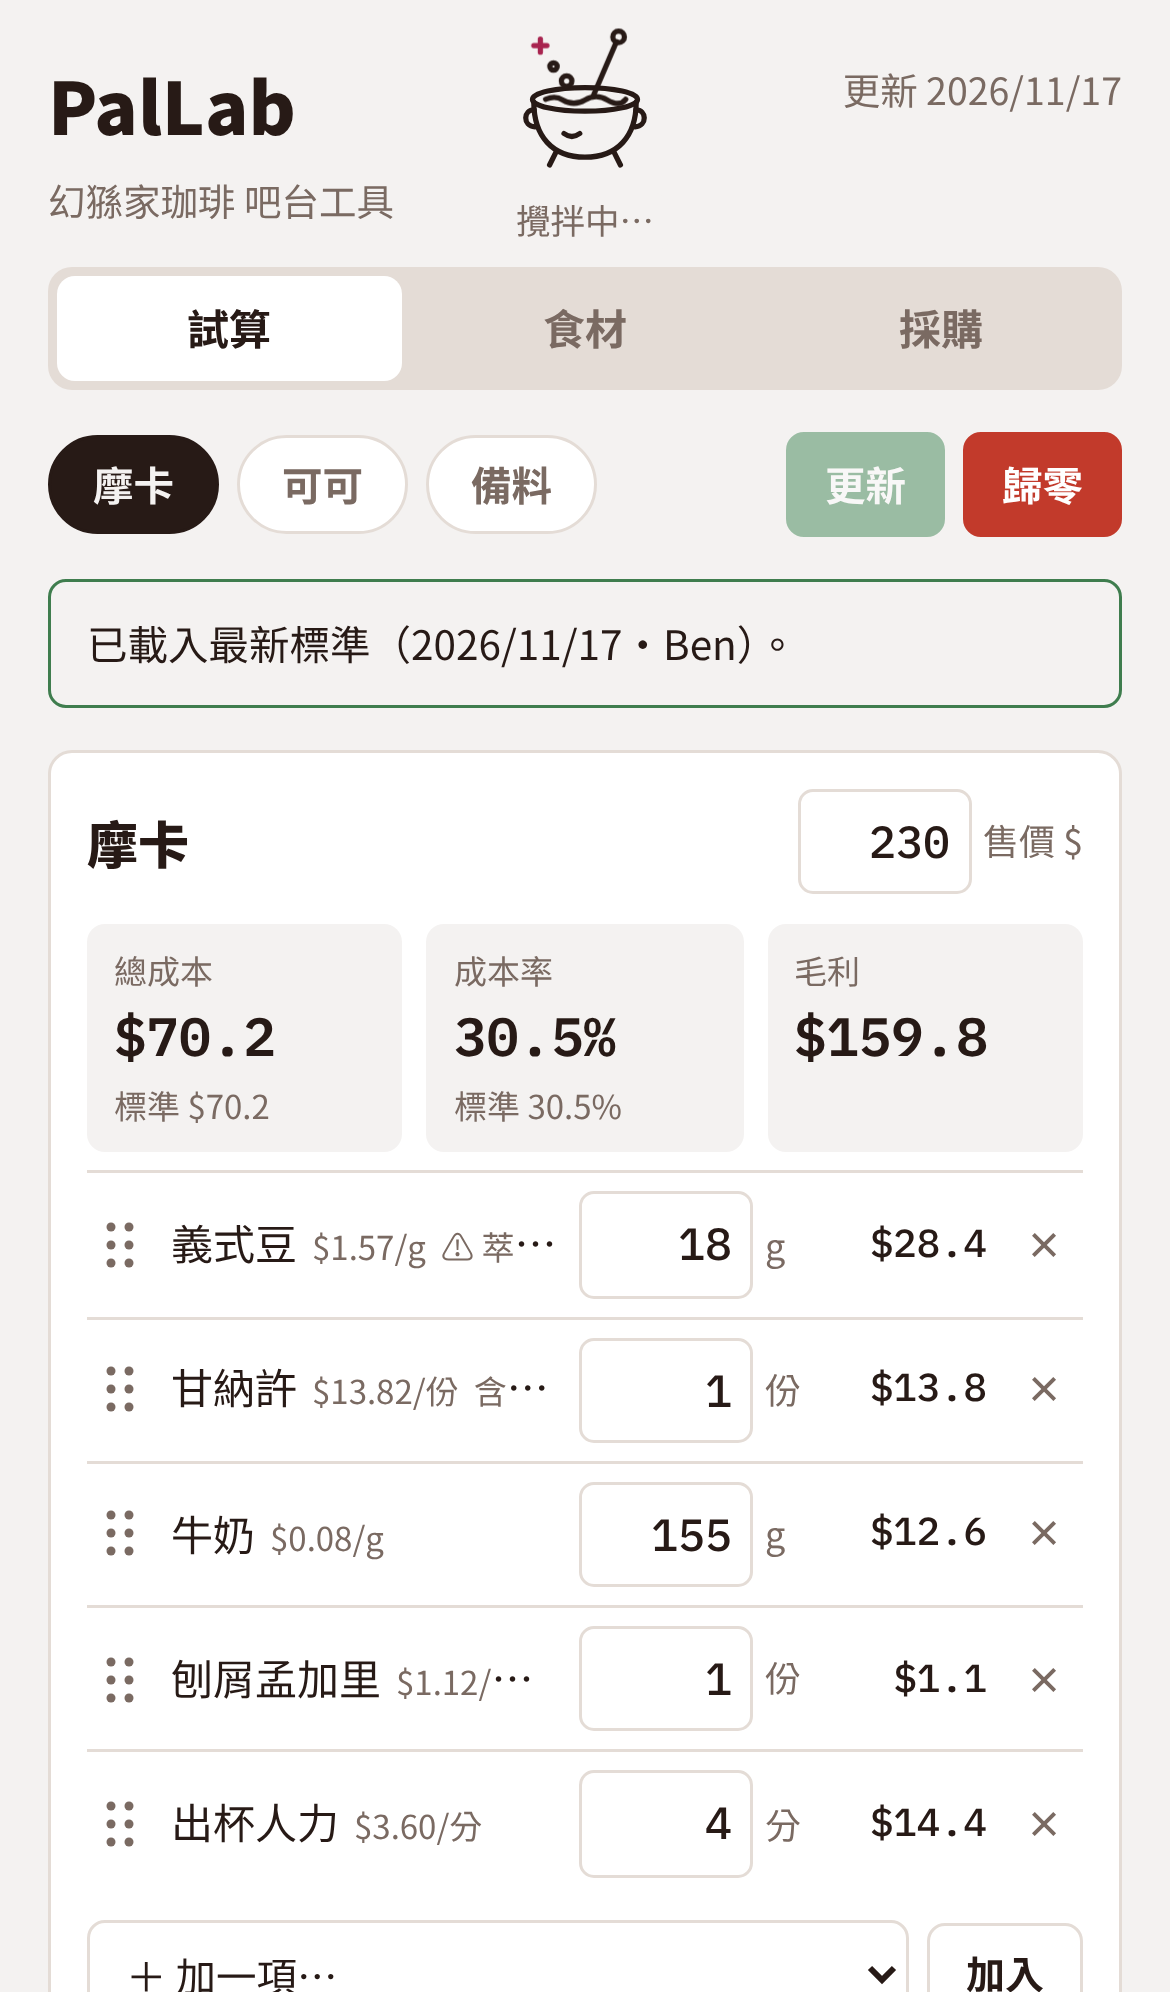 PalLab
幻猻家珈琲 吧台工具
攪拌中…
更新 2026/11/17
試算
食材
採購
摩卡
可可
備料
更新
歸零
已載入最新標準（2026/11/17・Ben）。
摩卡
230 售價 $
總成本
$70.2
標準 $70.2
成本率
30.5%
標準 30.5%
毛利
$159.8
義式豆 $1.57/g ⚠ 萃… 18 g $28.4 ×
甘納許 $13.82/份 含… 1 份 $13.8 ×
牛奶 $0.08/g 155 g $12.6 ×
刨屑孟加里 $1.12/… 1 份 $1.1 ×
出杯人力 $3.60/分 4 分 $14.4 ×
＋ 加一項…
加入